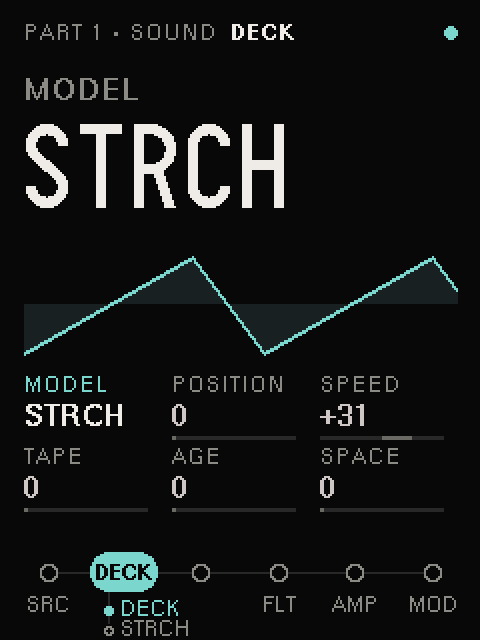 PART 1 · SOUND DECK
MODEL
STRCH
MODEL POSITION SPEED
STRCH 0 +31
TAPE AGE SPACE
0 0 0
DECK
SRC DECK FLT AMP MOD
STRCH